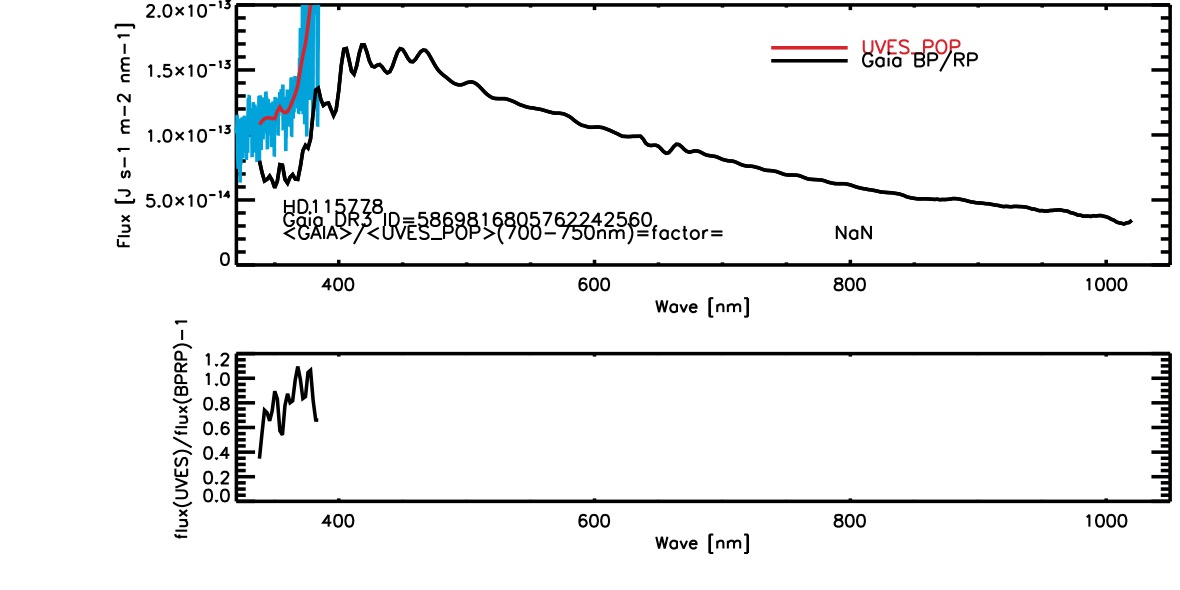 2.0×10−13
1.5×10−13
1.0×10−13
5.0×10−14
0
Flux [J s−1 m−2 nm−1]
UVES_POP
Gaia BP/RP
HD115778
Gaia DR3 ID=5869816805762242560
<GAIA>/<UVES_POP>(700−750nm)=factor= NaN
400 600 800 1000
Wave [nm]
flux(UVES)/flux(BPRP)−1
1.2
1.0
0.8
0.6
0.4
0.2
0.0
400 600 800 1000
Wave [nm]